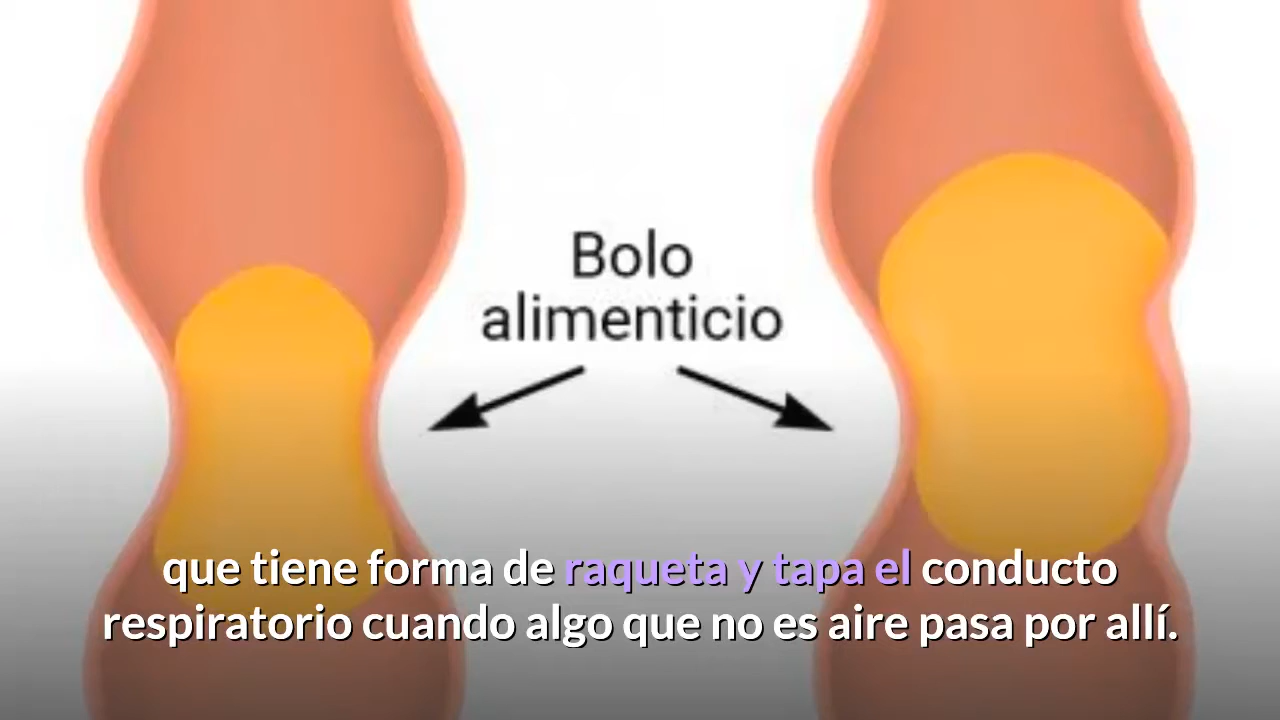 Bolo
alimenticio
que tiene forma de raqueta y tapa el conducto
respiratorio cuando algo que no es aire pasa por allí.